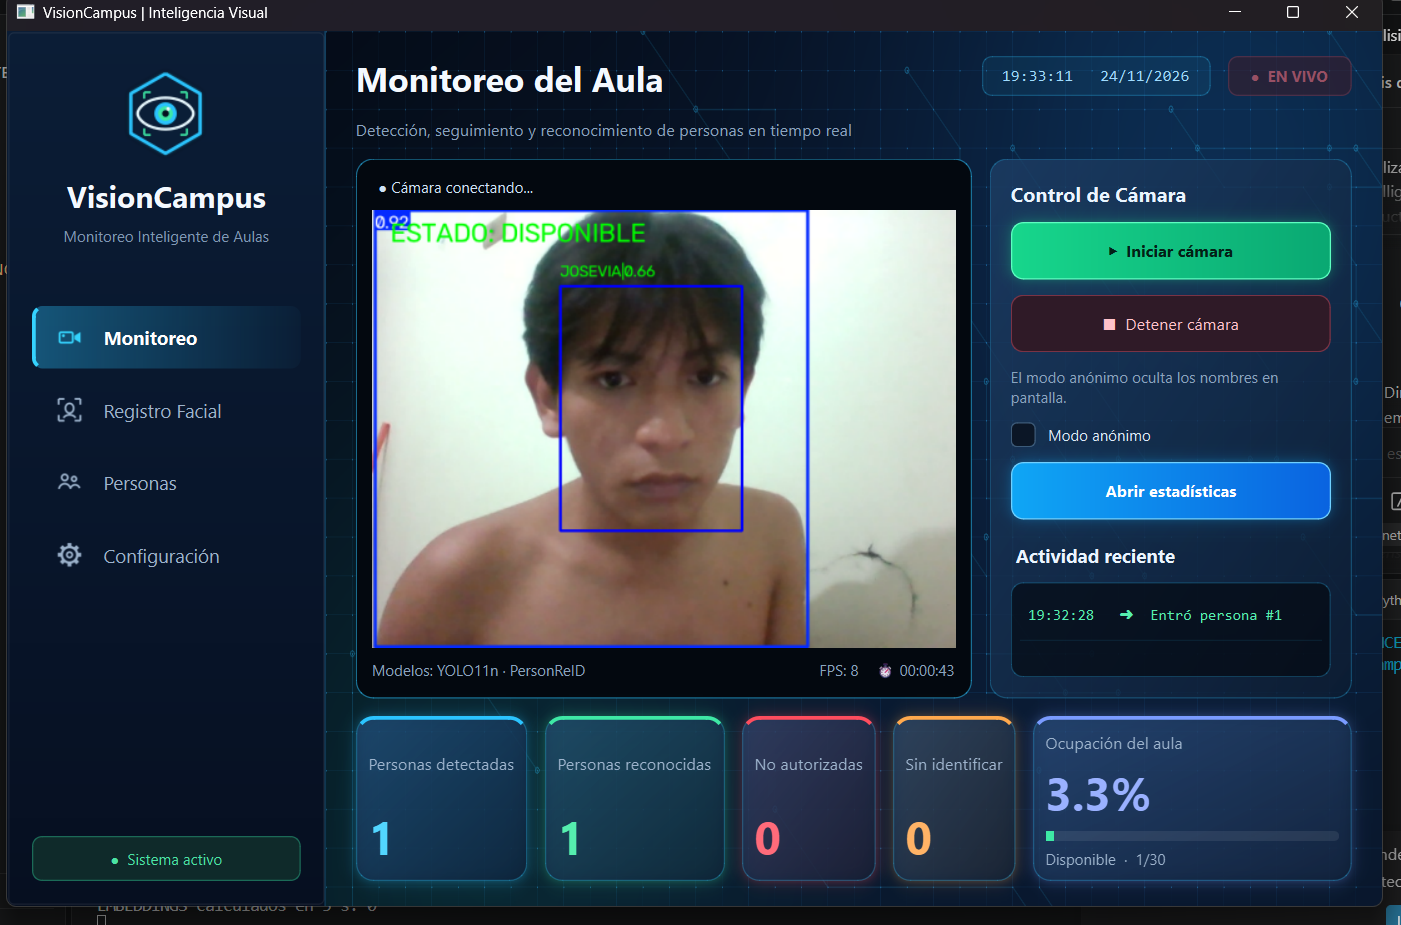 VisionCampus | Inteligencia Visual
VisionCampus
Monitoreo Inteligente de Aulas
Monitoreo
Registro Facial
Personas
Configuración
● Sistema activo
Monitoreo del Aula
Detección, seguimiento y reconocimiento de personas en tiempo real
19:33:11 24/11/2026
● EN VIVO
● Cámara conectando...
0.92
ESTADO: DISPONIBLE
JOSEVIA|0.66
Modelos: YOLO11n · PersonReID
FPS: 8
00:00:43
Control de Cámara
Iniciar cámara
Detener cámara
El modo anónimo oculta los nombres en
pantalla.
Modo anónimo
Abrir estadísticas
Actividad reciente
19:32:28 → Entró persona #1
Personas detectadas
1
Personas reconocidas
1
No autorizadas
0
Sin identificar
0
Ocupación del aula
3.3%
Disponible · 1/30